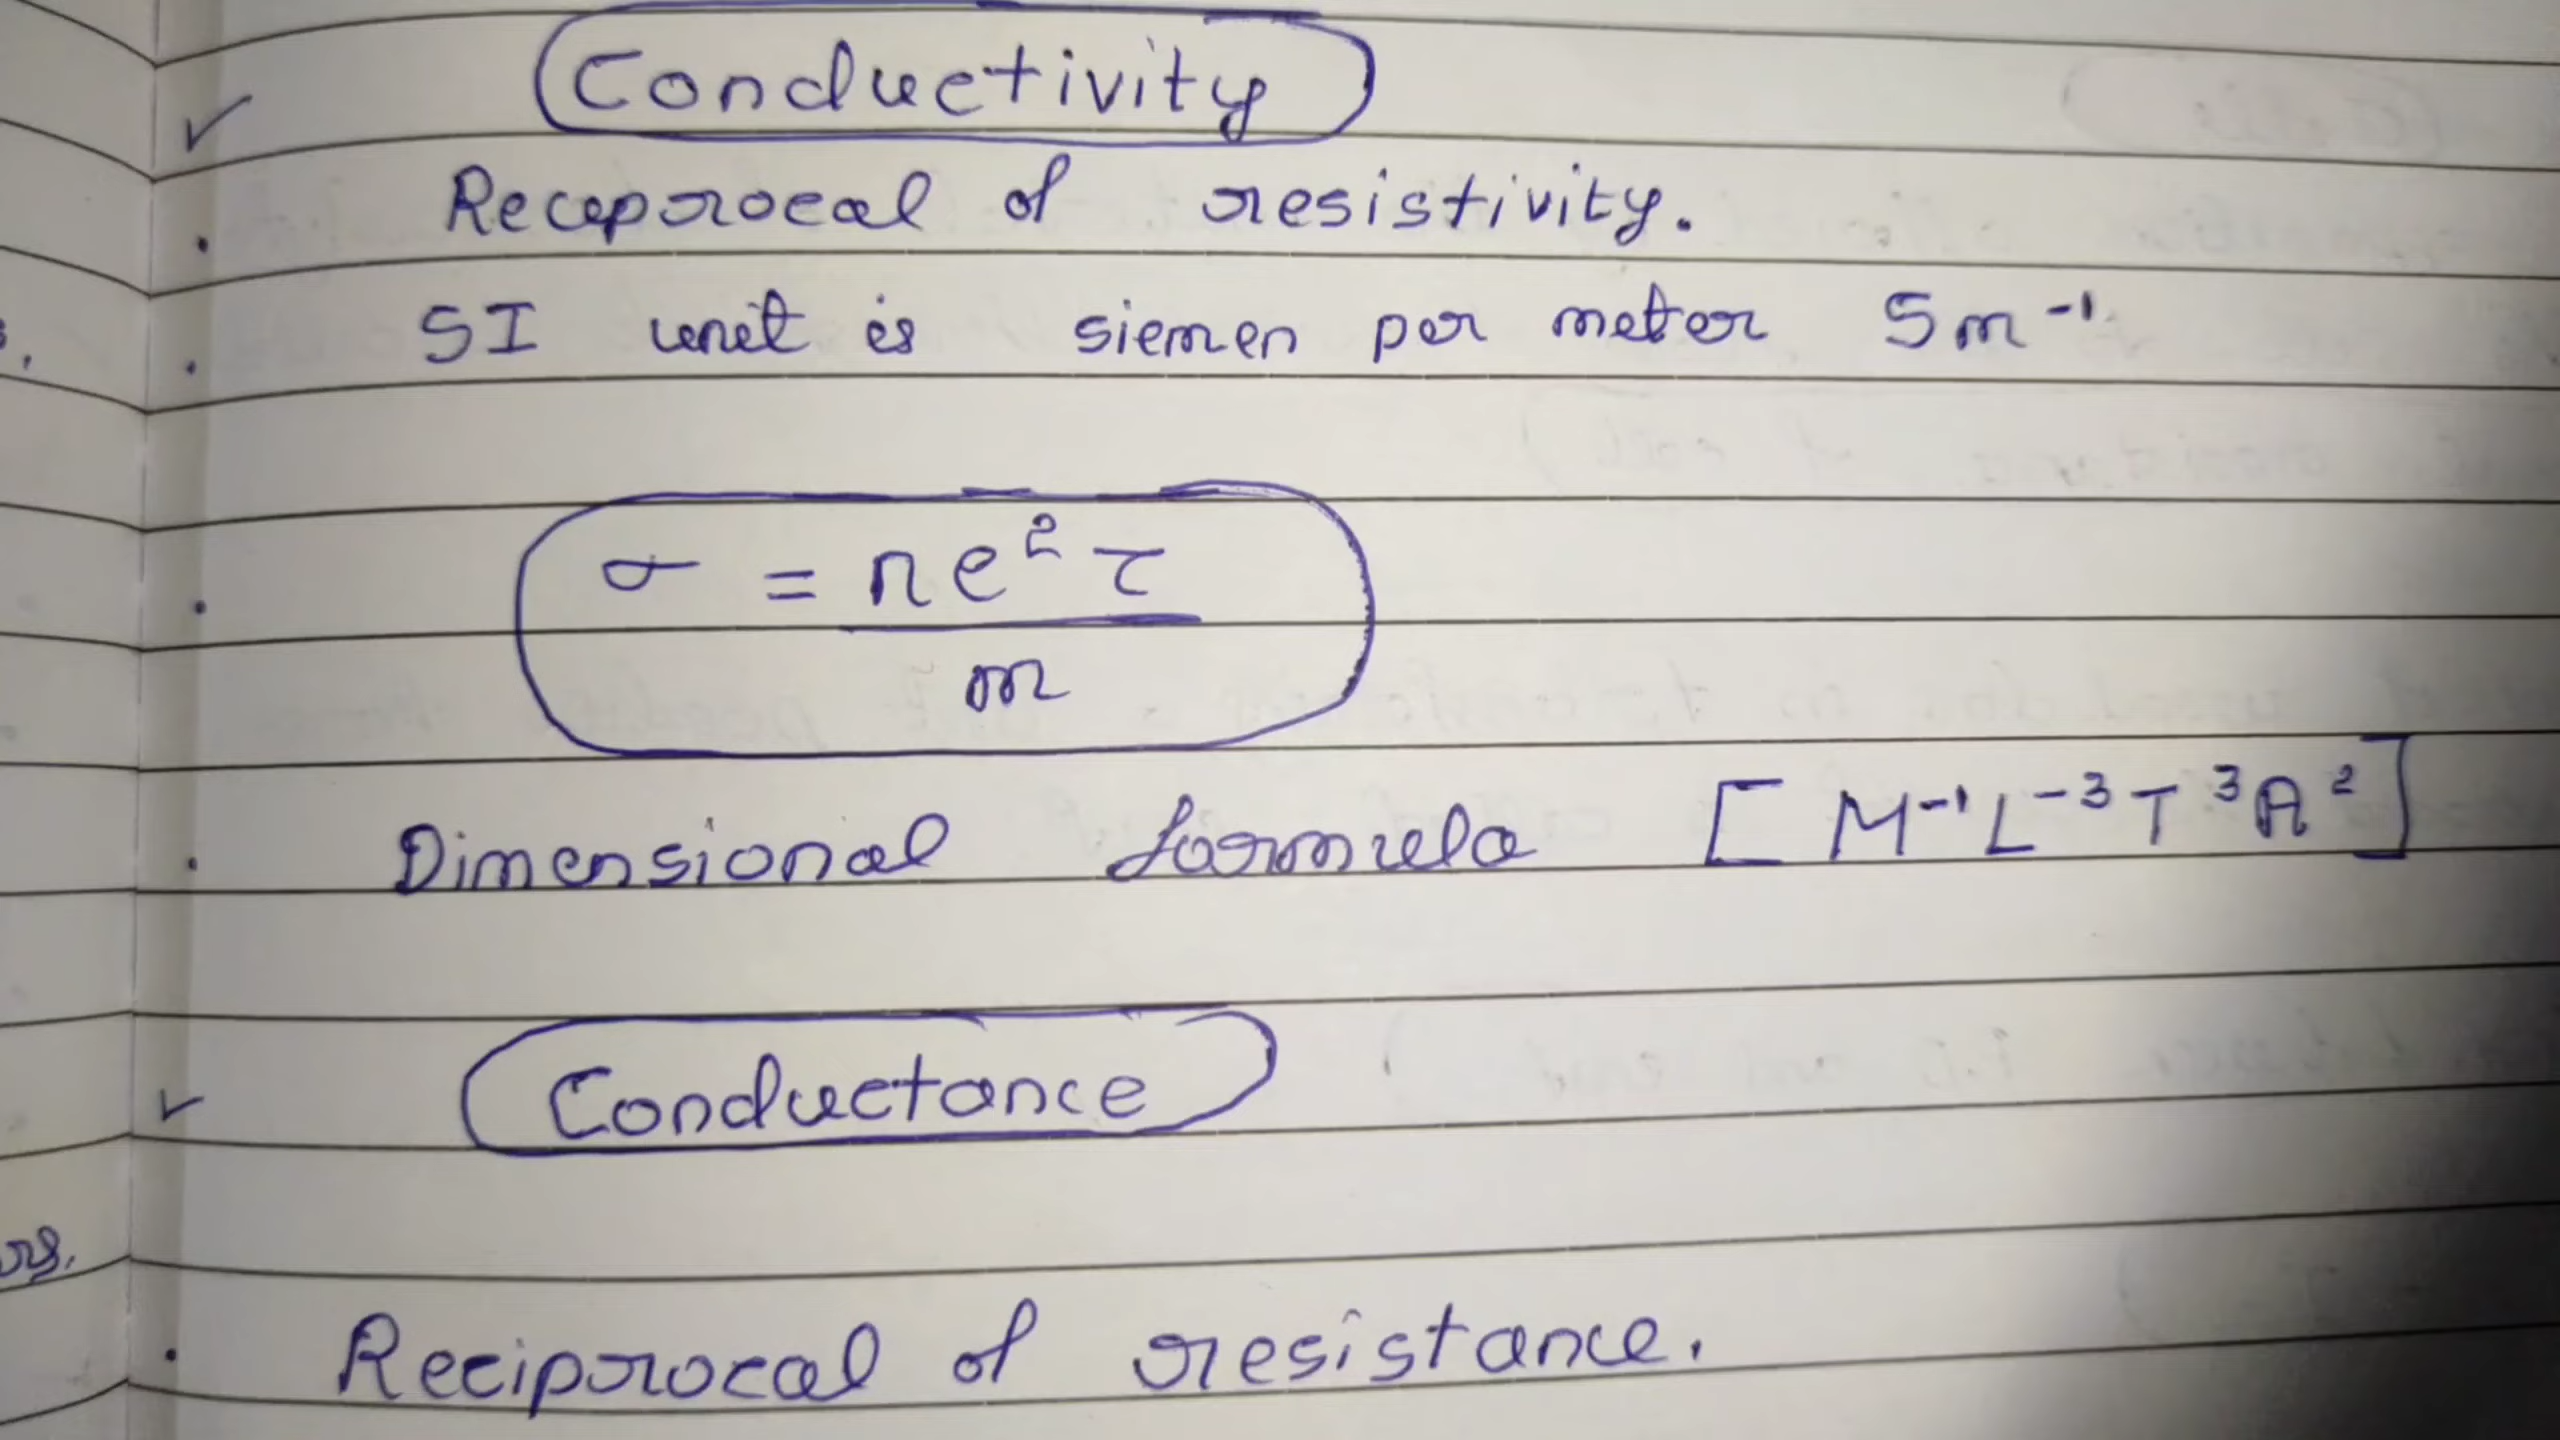 Conductivity
Reciprocal of resistivity.
SI unit is siemen per meter Sm⁻¹
σ = ne²τ
m
Dimensional formula [M⁻¹L⁻³T³A²]
Conductance
Reciprocal of resistance.